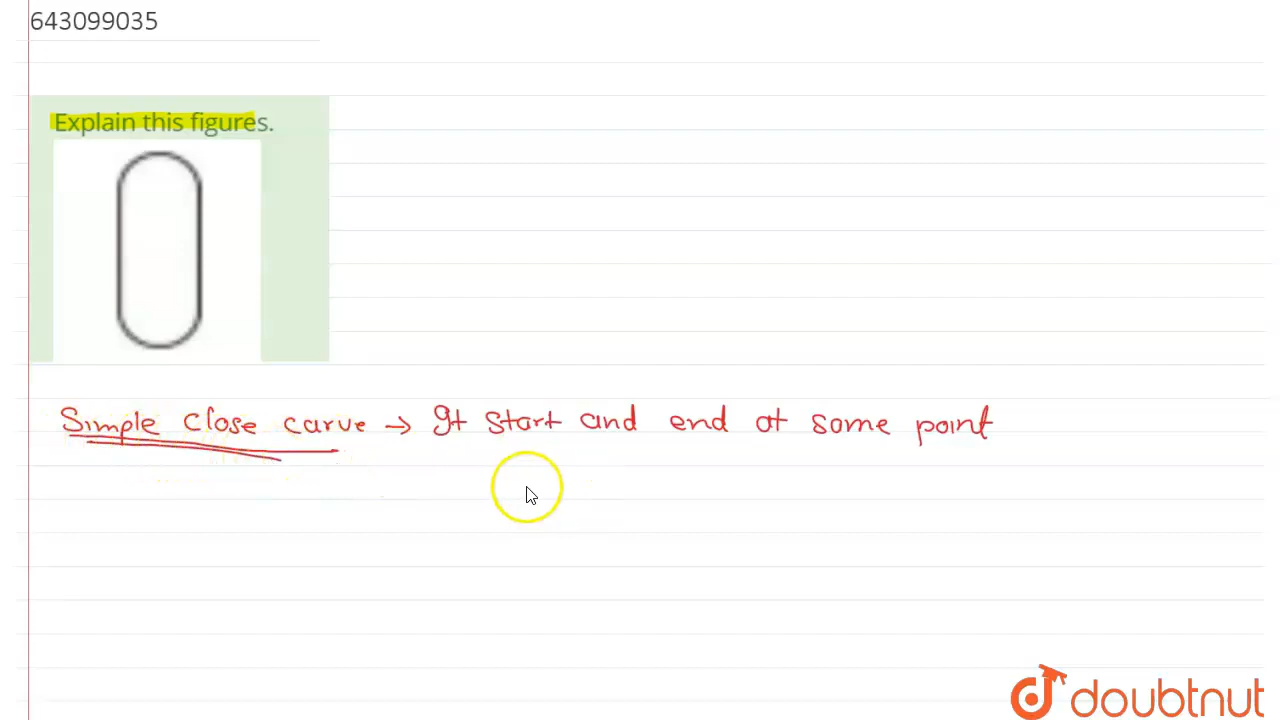 643099035
Explain this figures.
Simple close carve → It start and end at some point
doubtnut